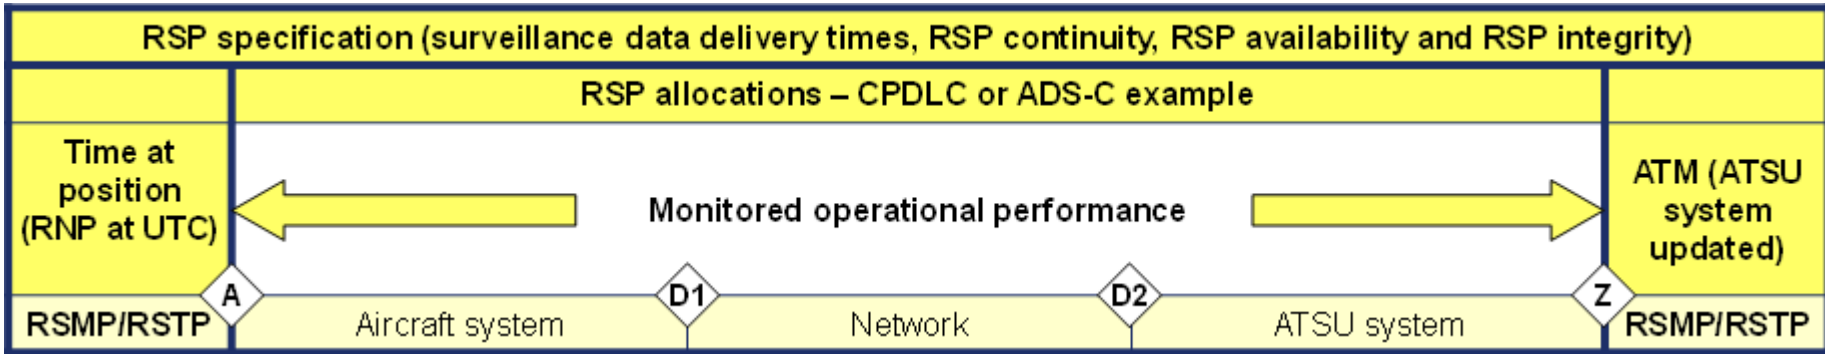 RSP specification (surveillance data delivery times, RSP continuity, RSP availability and RSP integrity)
RSP allocations – CPDLC or ADS-C example
Time at
position
(RNP at UTC)
Monitored operational performance
ATM (ATSU
system
updated)
A
D1
D2
Z
RSMP/RSTP
Aircraft system
Network
ATSU system
RSMP/RSTP